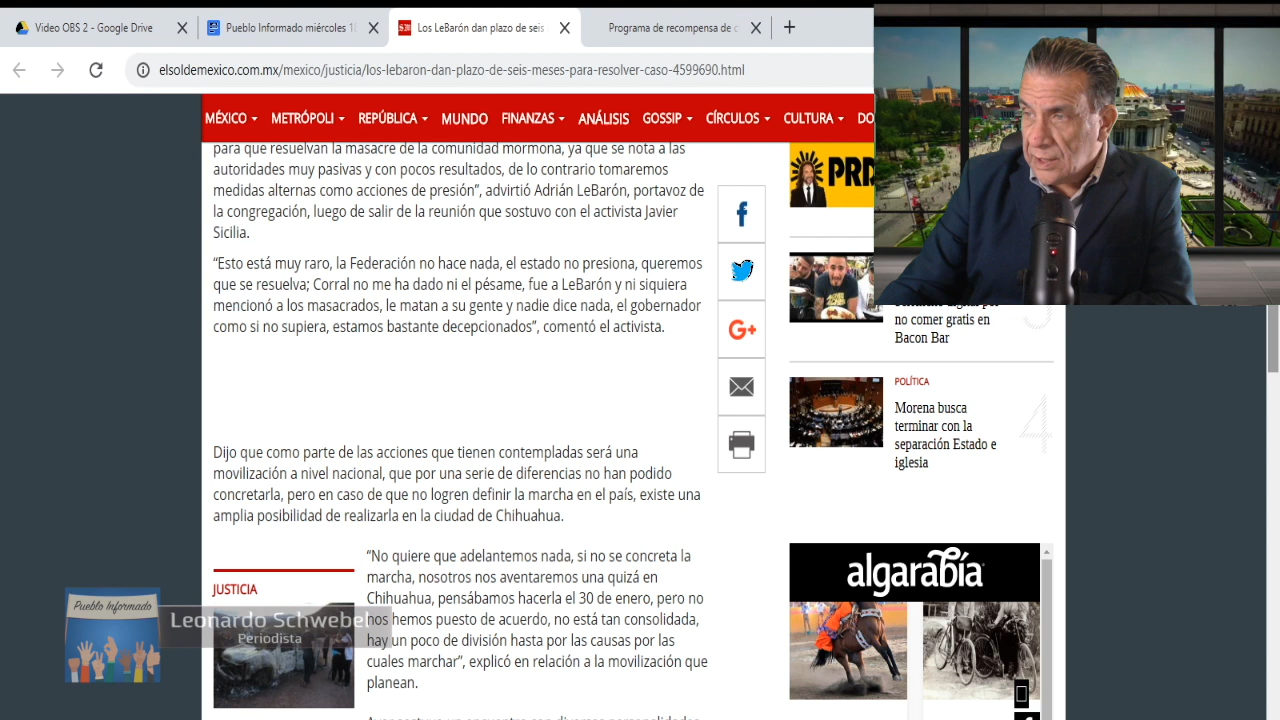 Video OBS 2 - Google Drive
Pueblo Informado miércoles 1
Los LeBarón dan plazo de seis
Programa de recompensa de
elsoldemexico.com.mx/mexico/justicia/los-lebaron-dan-plazo-de-seis-meses-para-resolver-caso-4599690.html
MÉXICO METRÓPOLI REPÚBLICA MUNDO FINANZAS ANÁLISIS GOSSIP CÍRCULOS CULTURA DO
para que resuelvan la masacre de la comunidad mormona, ya que se nota a las
autoridades muy pasivas y con pocos resultados, de lo contrario tomaremos
medidas alternas como acciones de presión”, advirtió Adrián LeBarón, portavoz de
la congregación, luego de salir de la reunión que sostuvo con el activista Javier
Sicilia.
“Esto está muy raro, la Federación no hace nada, el estado no presiona, queremos
que se resuelva; Corral no me ha dado ni el pésame, fue a LeBarón y ni siquiera
mencionó a los masacrados, le matan a su gente y nadie dice nada, el gobernador
como si no supiera, estamos bastante decepcionados”, comentó el activista.
Dijo que como parte de las acciones que tienen contempladas será una
movilización a nivel nacional, que por una serie de diferencias no han podido
concretarla, pero en caso de que no logren definir la marcha en el país, existe una
amplia posibilidad de realizarla en la ciudad de Chihuahua.
JUSTICIA
“No quiere que adelantemos nada, si no se concreta la
marcha, nosotros nos aventaremos una quizá en
Chihuahua, pensábamos hacerla el 30 de enero, pero no
nos hemos puesto de acuerdo, no está tan consolidada,
hay un poco de división hasta por las causas por las
cuales marchar”, explicó en relación a la movilización que
planean.
G+
PRD
no comer gratis en
Bacon Bar
3
POLÍTICA
Morena busca
terminar con la
separación Estado e
iglesia
4
algarabía
Pueblo Informado
Leonardo Schwebel
Periodista